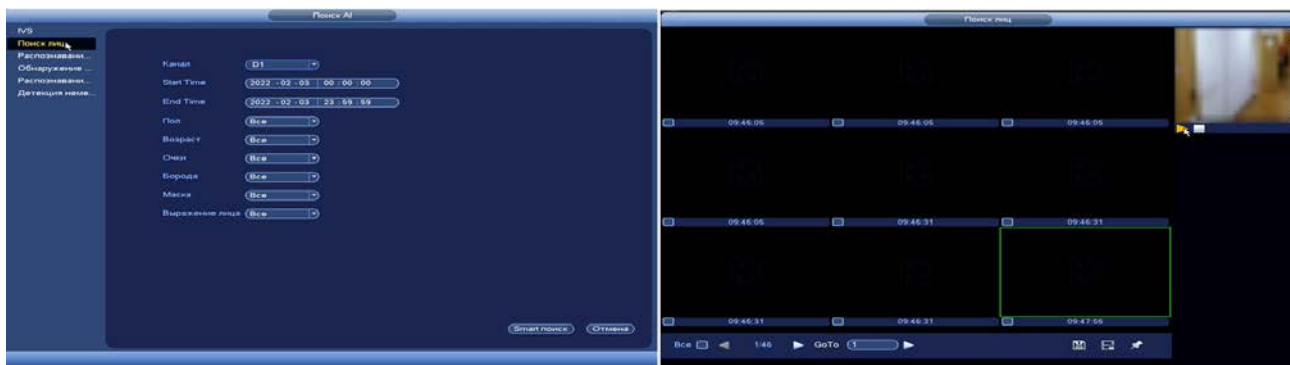 Поиск AI
IVS
Поиск лиц
Распознавани...
Обнаружение ...
Распознавани...
Детекция неме...
Канал D1
Start Time 2022 - 02 - 03 00 : 00 : 00
End Time 2022 - 02 - 03 23 : 59 : 59
Пол Все
Возраст Все
Очки Все
Борода Все
Маска Все
Выражение лица Все
Smart поиск Отмена
Поиск лиц
09:46:05 09:46:05 09:46:05
09:46:05 09:46:31 09:46:31
09:46:31 09:46:31 09:47:56
Все 1/46 GoTo 1